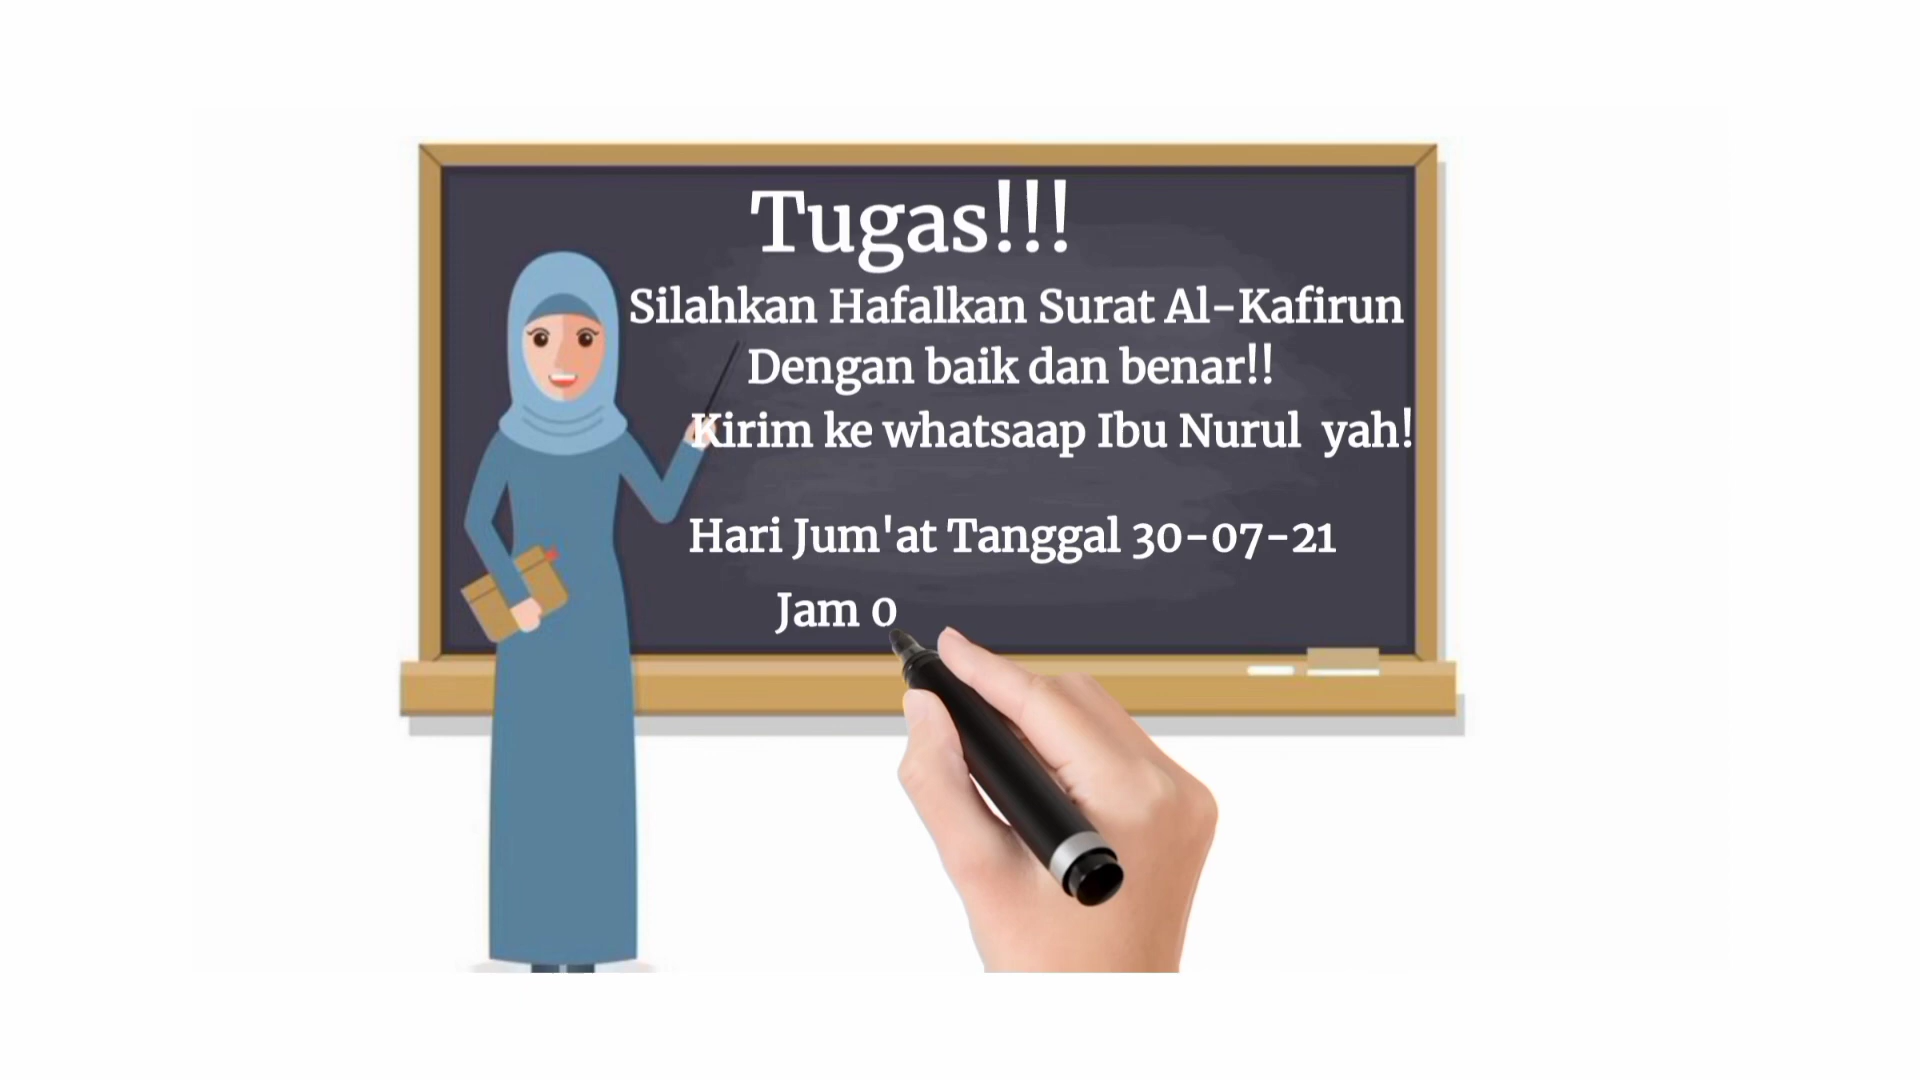 Tugas!!!
Silahkan Hafalkan Surat Al-Kafirun
Dengan baik dan benar!!
Kirim ke whatsaap Ibu Nurul  yah!
Hari Jum'at Tanggal 30-07-21
Jam 0